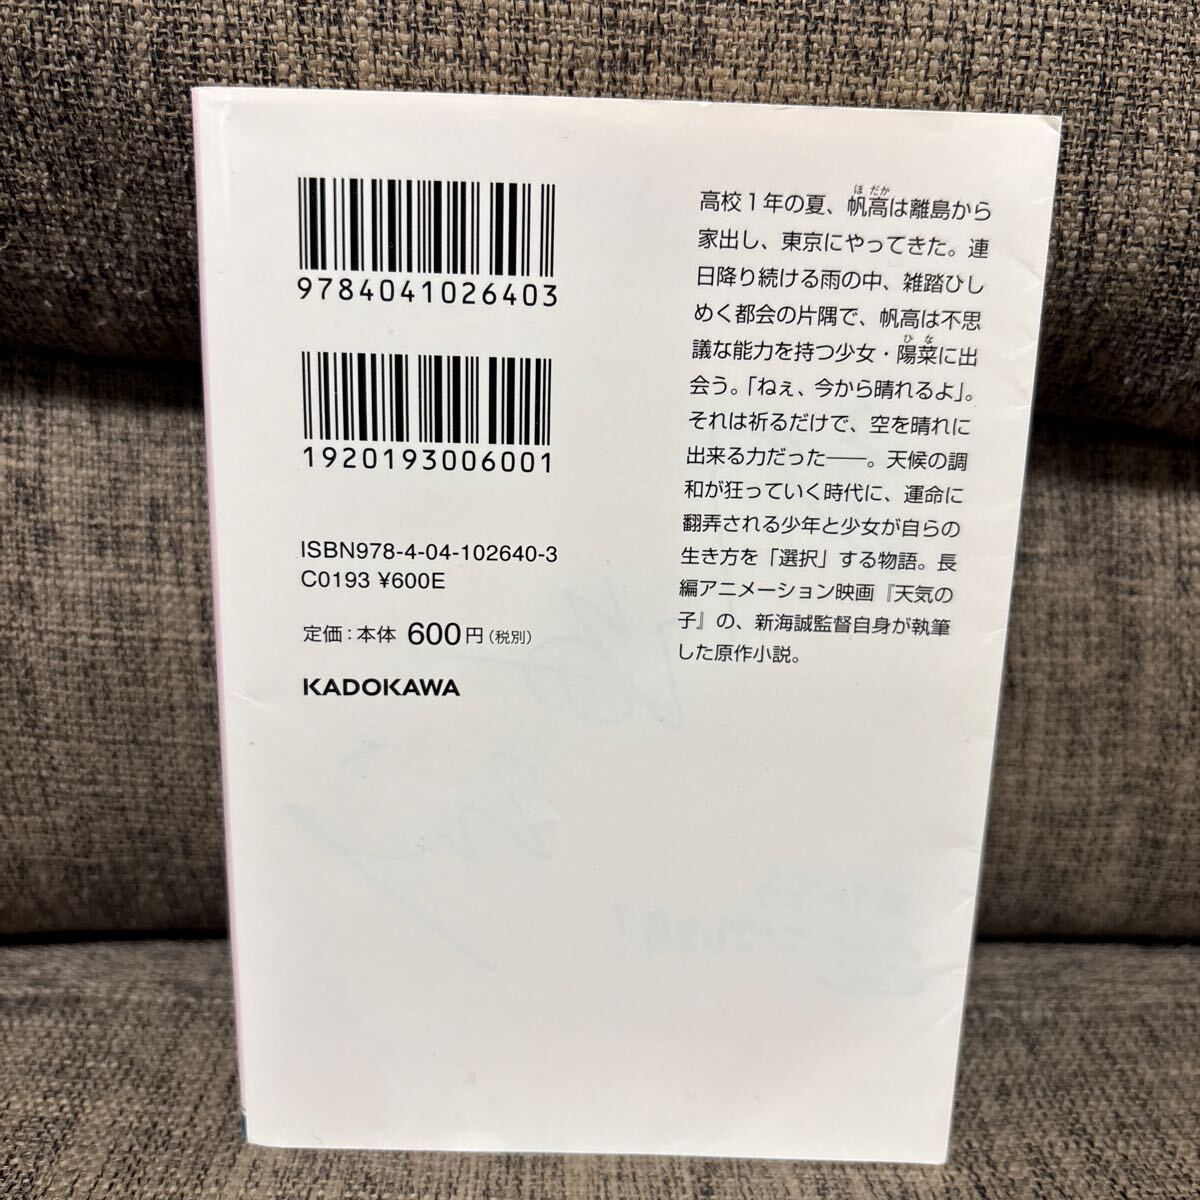 9784041026403
1920193006001
ISBN978-4-04-102640-3
C0193 ¥600E
定価:本体 600円(税別)
KADOKAWA
高校1年の夏、帆高は離島から
家出し、東京にやってきた。連
日降り続ける雨の中、雑踏ひし
めく都会の片隅で、帆高は不思
議な能力を持つ少女・陽菜に出
会う。「ねぇ、今から晴れるよ」。
それは祈るだけで、空を晴れに
出来る力だった――。天候の調
和が狂っていく時代に、運命に
翻弄される少年と少女が自らの
生き方を「選択」する物語。長
編アニメーション映画『天気の
子』の、新海誠監督自身が執筆
した原作小説。
ほだか
ひな